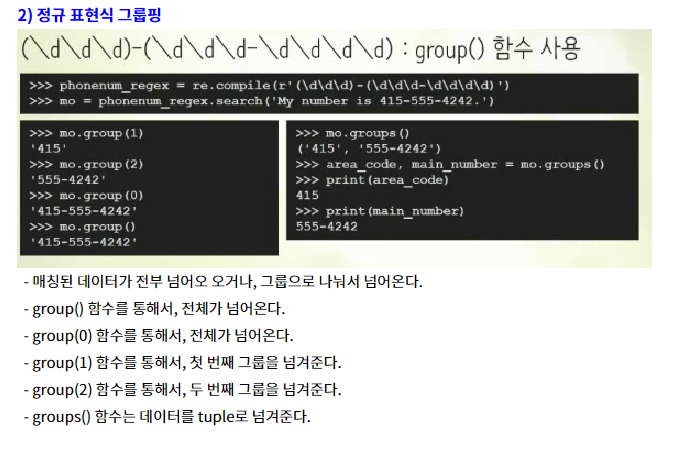 2) 정규 표현식 그룹핑
(\d\d\d)-(\d\d\d-\d\d\d\d) : group() 함수 사용
>>> phonenum_regex = re.compile(r'(\d\d\d)-(\d\d\d-\d\d\d\d)')
>>> mo = phonenum_regex.search('My number is 415-555-4242.')
>>> mo.group(1)
'415'
>>> mo.group(2)
'555-4242'
>>> mo.group(0)
'415-555-4242'
>>> mo.group()
'415-555-4242'
>>> mo.groups()
('415', '555-4242')
>>> area_code, main_number = mo.groups()
>>> print(area_code)
415
>>> print(main_number)
555-4242
- 매칭된 데이터가 전부 넘어오 오거나, 그룹으로 나눠서 넘어온다.
- group() 함수를 통해서, 전체가 넘어온다.
- group(0) 함수를 통해서, 전체가 넘어온다.
- group(1) 함수를 통해서, 첫 번째 그룹을 넘겨준다.
- group(2) 함수를 통해서, 두 번째 그룹을 넘겨준다.
- groups() 함수는 데이터를 tuple로 넘겨준다.